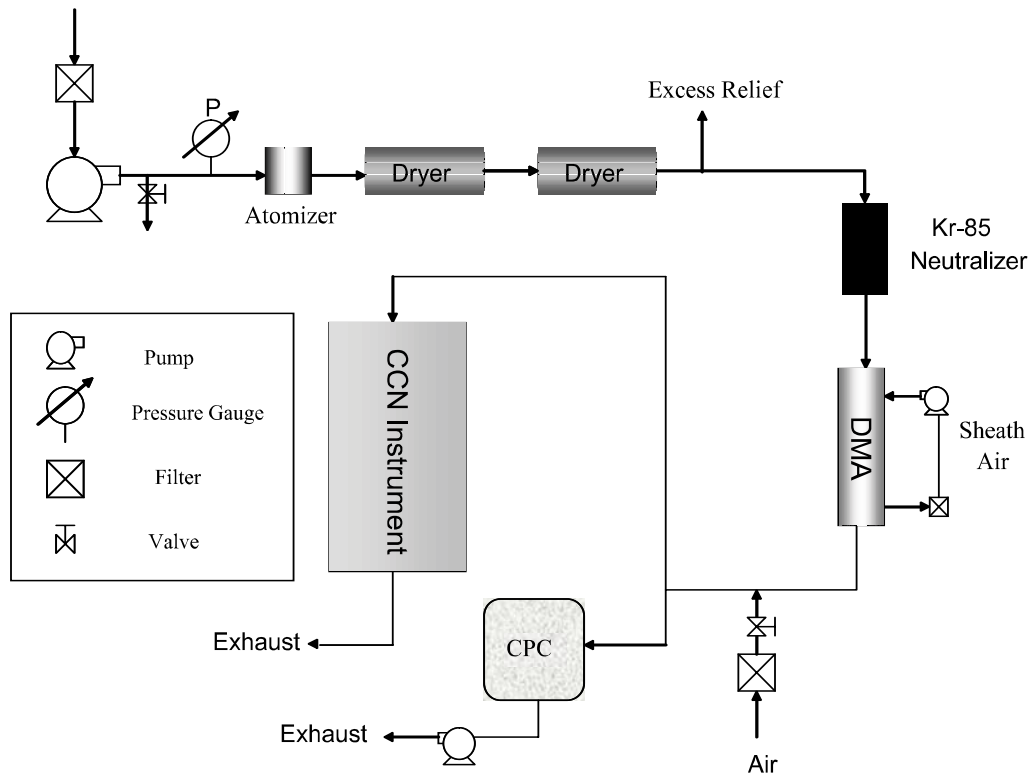 P
Excess Relief
Dryer
Dryer
Atomizer
Kr-85
Neutralizer
CCN Instrument
Pump
Pressure Gauge
Filter
Valve
DMA
Sheath
Air
Exhaust
CPC
Exhaust
Air